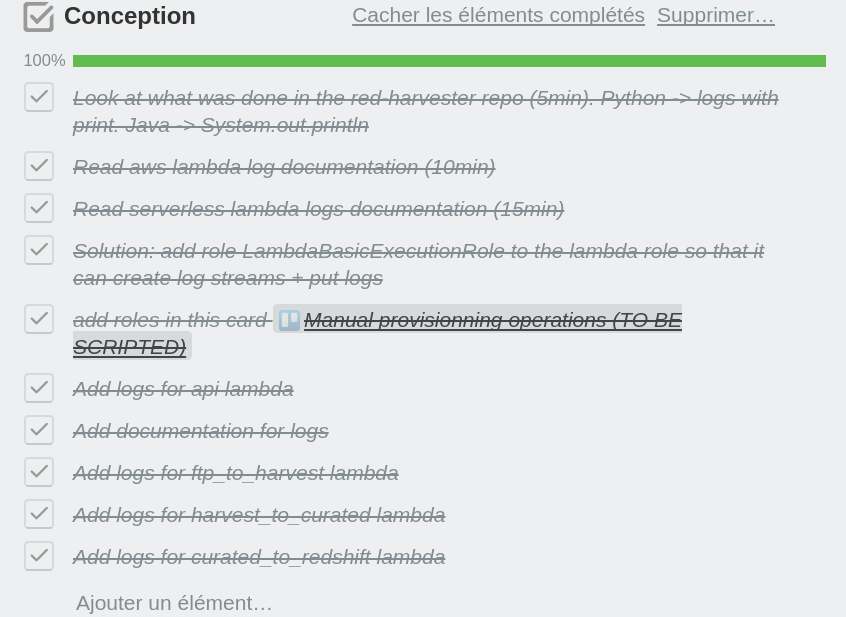 Conception
Cacher les éléments complétés Supprimer…
100%
Look at what was done in the red-harvester repo (5min). Python -> logs with
print. Java -> System.out.println
Read aws lambda log documentation (10min)
Read serverless lambda logs documentation (15min)
Solution: add role LambdaBasicExecutionRole to the lambda role so that it
can create log streams + put logs
add roles in this card Manual provisionning operations (TO BE
SCRIPTED)
Add logs for api lambda
Add documentation for logs
Add logs for ftp_to_harvest lambda
Add logs for harvest_to_curated lambda
Add logs for curated_to_redshift lambda
Ajouter un élément…